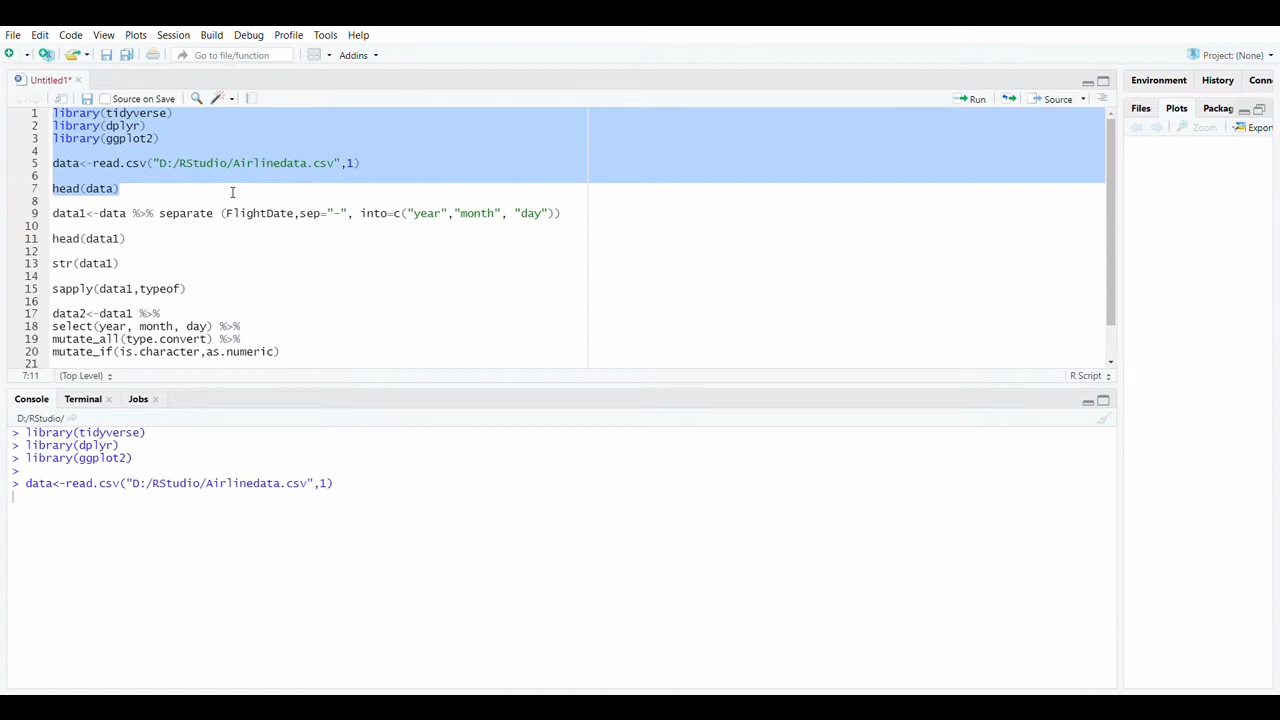 File Edit Code View Plots Session Build Debug Profile Tools Help
Go to file/function Addins Project: (None)
Untitled1*
Source on Save Run Source
1 library(tidyverse)
2 library(dplyr)
3 library(ggplot2)
4
5 data<-read.csv("D:/RStudio/Airlinedata.csv",1)
6
7 head(data)
8
9 data1<-data %>% separate (FlightDate,sep="-", into=c("year","month", "day"))
10
11 head(data1)
12
13 str(data1)
14
15 sapply(data1,typeof)
16
17 data2<-data1 %>%
18 select(year, month, day) %>%
19 mutate_all(type.convert) %>%
20 mutate_if(is.character,as.numeric)
21
7:11 (Top Level) R Script
Console Terminal Jobs
D:/RStudio/
> library(tidyverse)
> library(dplyr)
> library(ggplot2)
>
> data<-read.csv("D:/RStudio/Airlinedata.csv",1)
Environment History Conn
Files Plots Packag
Zoom Export